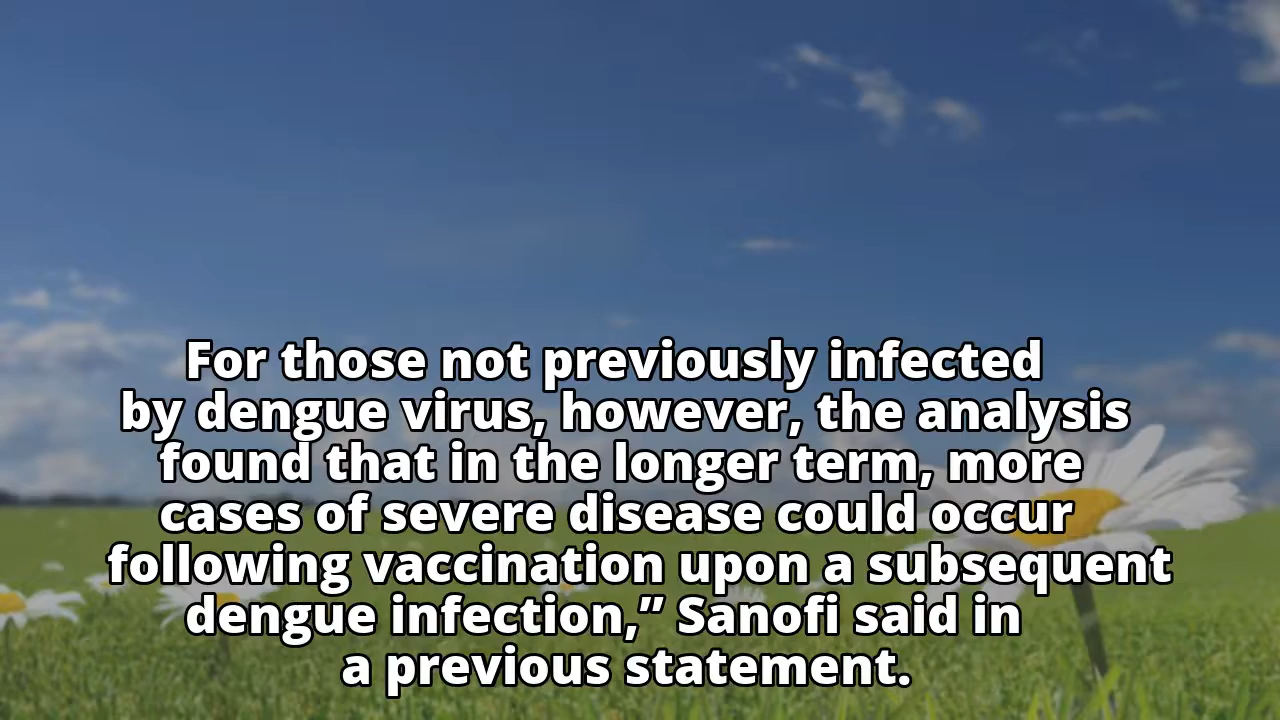 For those not previously infected
by dengue virus, however, the analysis
found that in the longer term, more
cases of severe disease could occur
following vaccination upon a subsequent
dengue infection,” Sanofi said in
a previous statement.